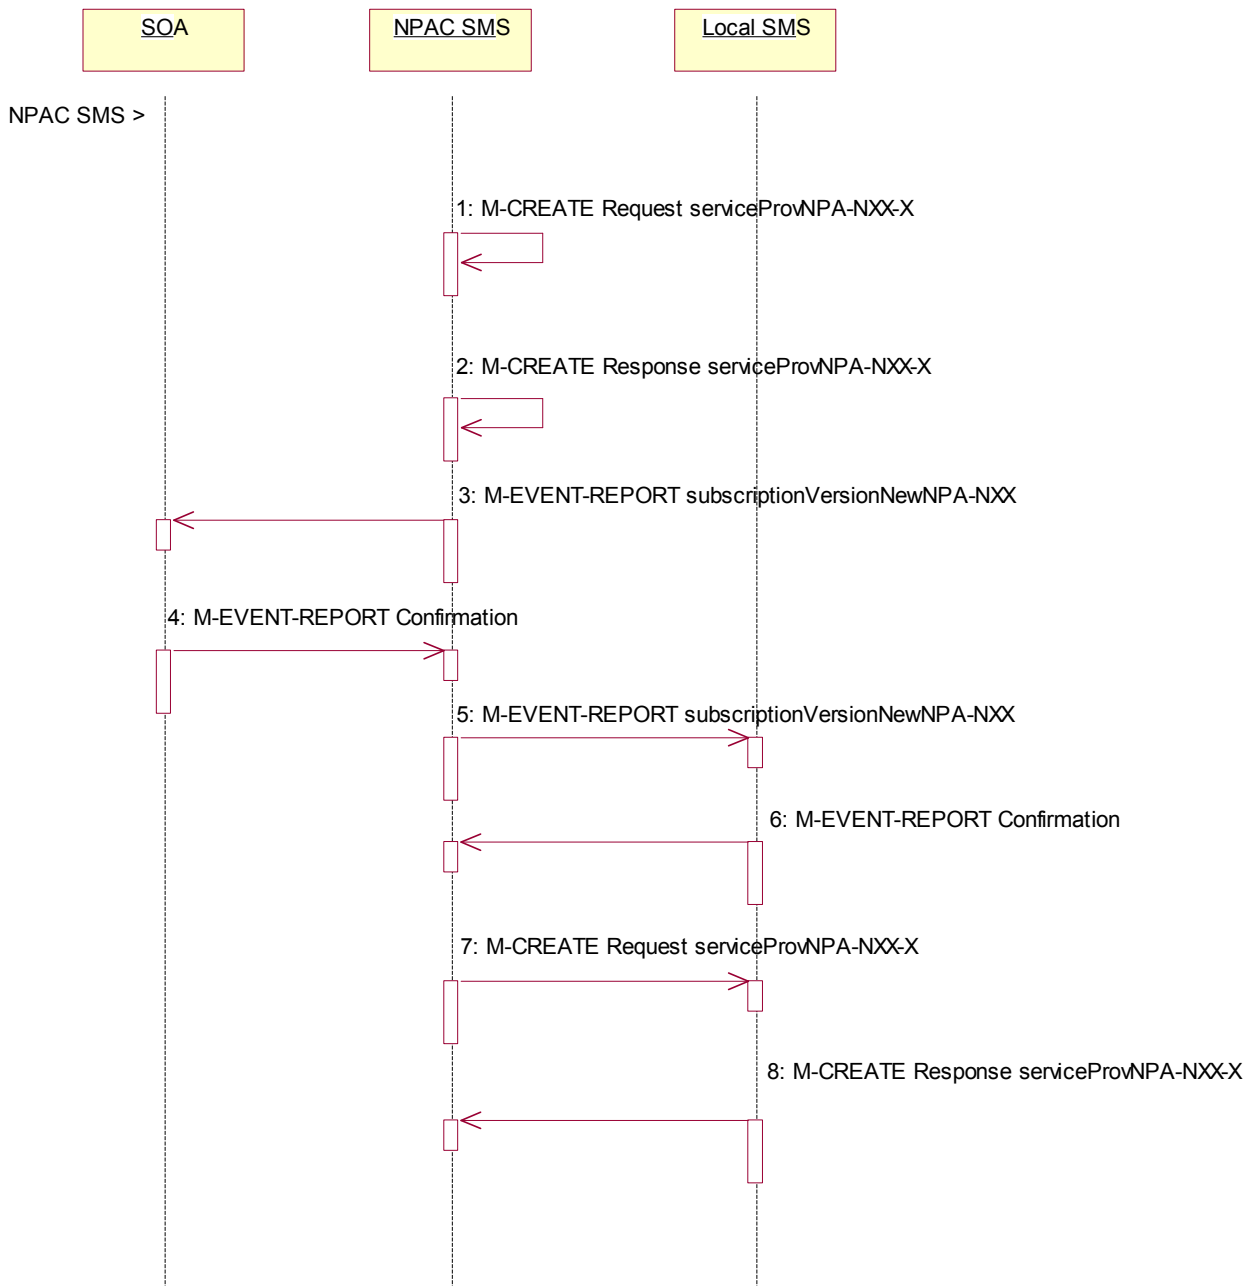 SOA
NPAC SMS
Local SMS
NPAC SMS >
1: M-CREATE Request serviceProvNPA-NXX-X
2: M-CREATE Response serviceProvNPA-NXX-X
3: M-EVENT-REPORT subscriptionVersionNewNPA-NXX
4: M-EVENT-REPORT Confirmation
5: M-EVENT-REPORT subscriptionVersionNewNPA-NXX
6: M-EVENT-REPORT Confirmation
7: M-CREATE Request serviceProvNPA-NXX-X
8: M-CREATE Response serviceProvNPA-NXX-X